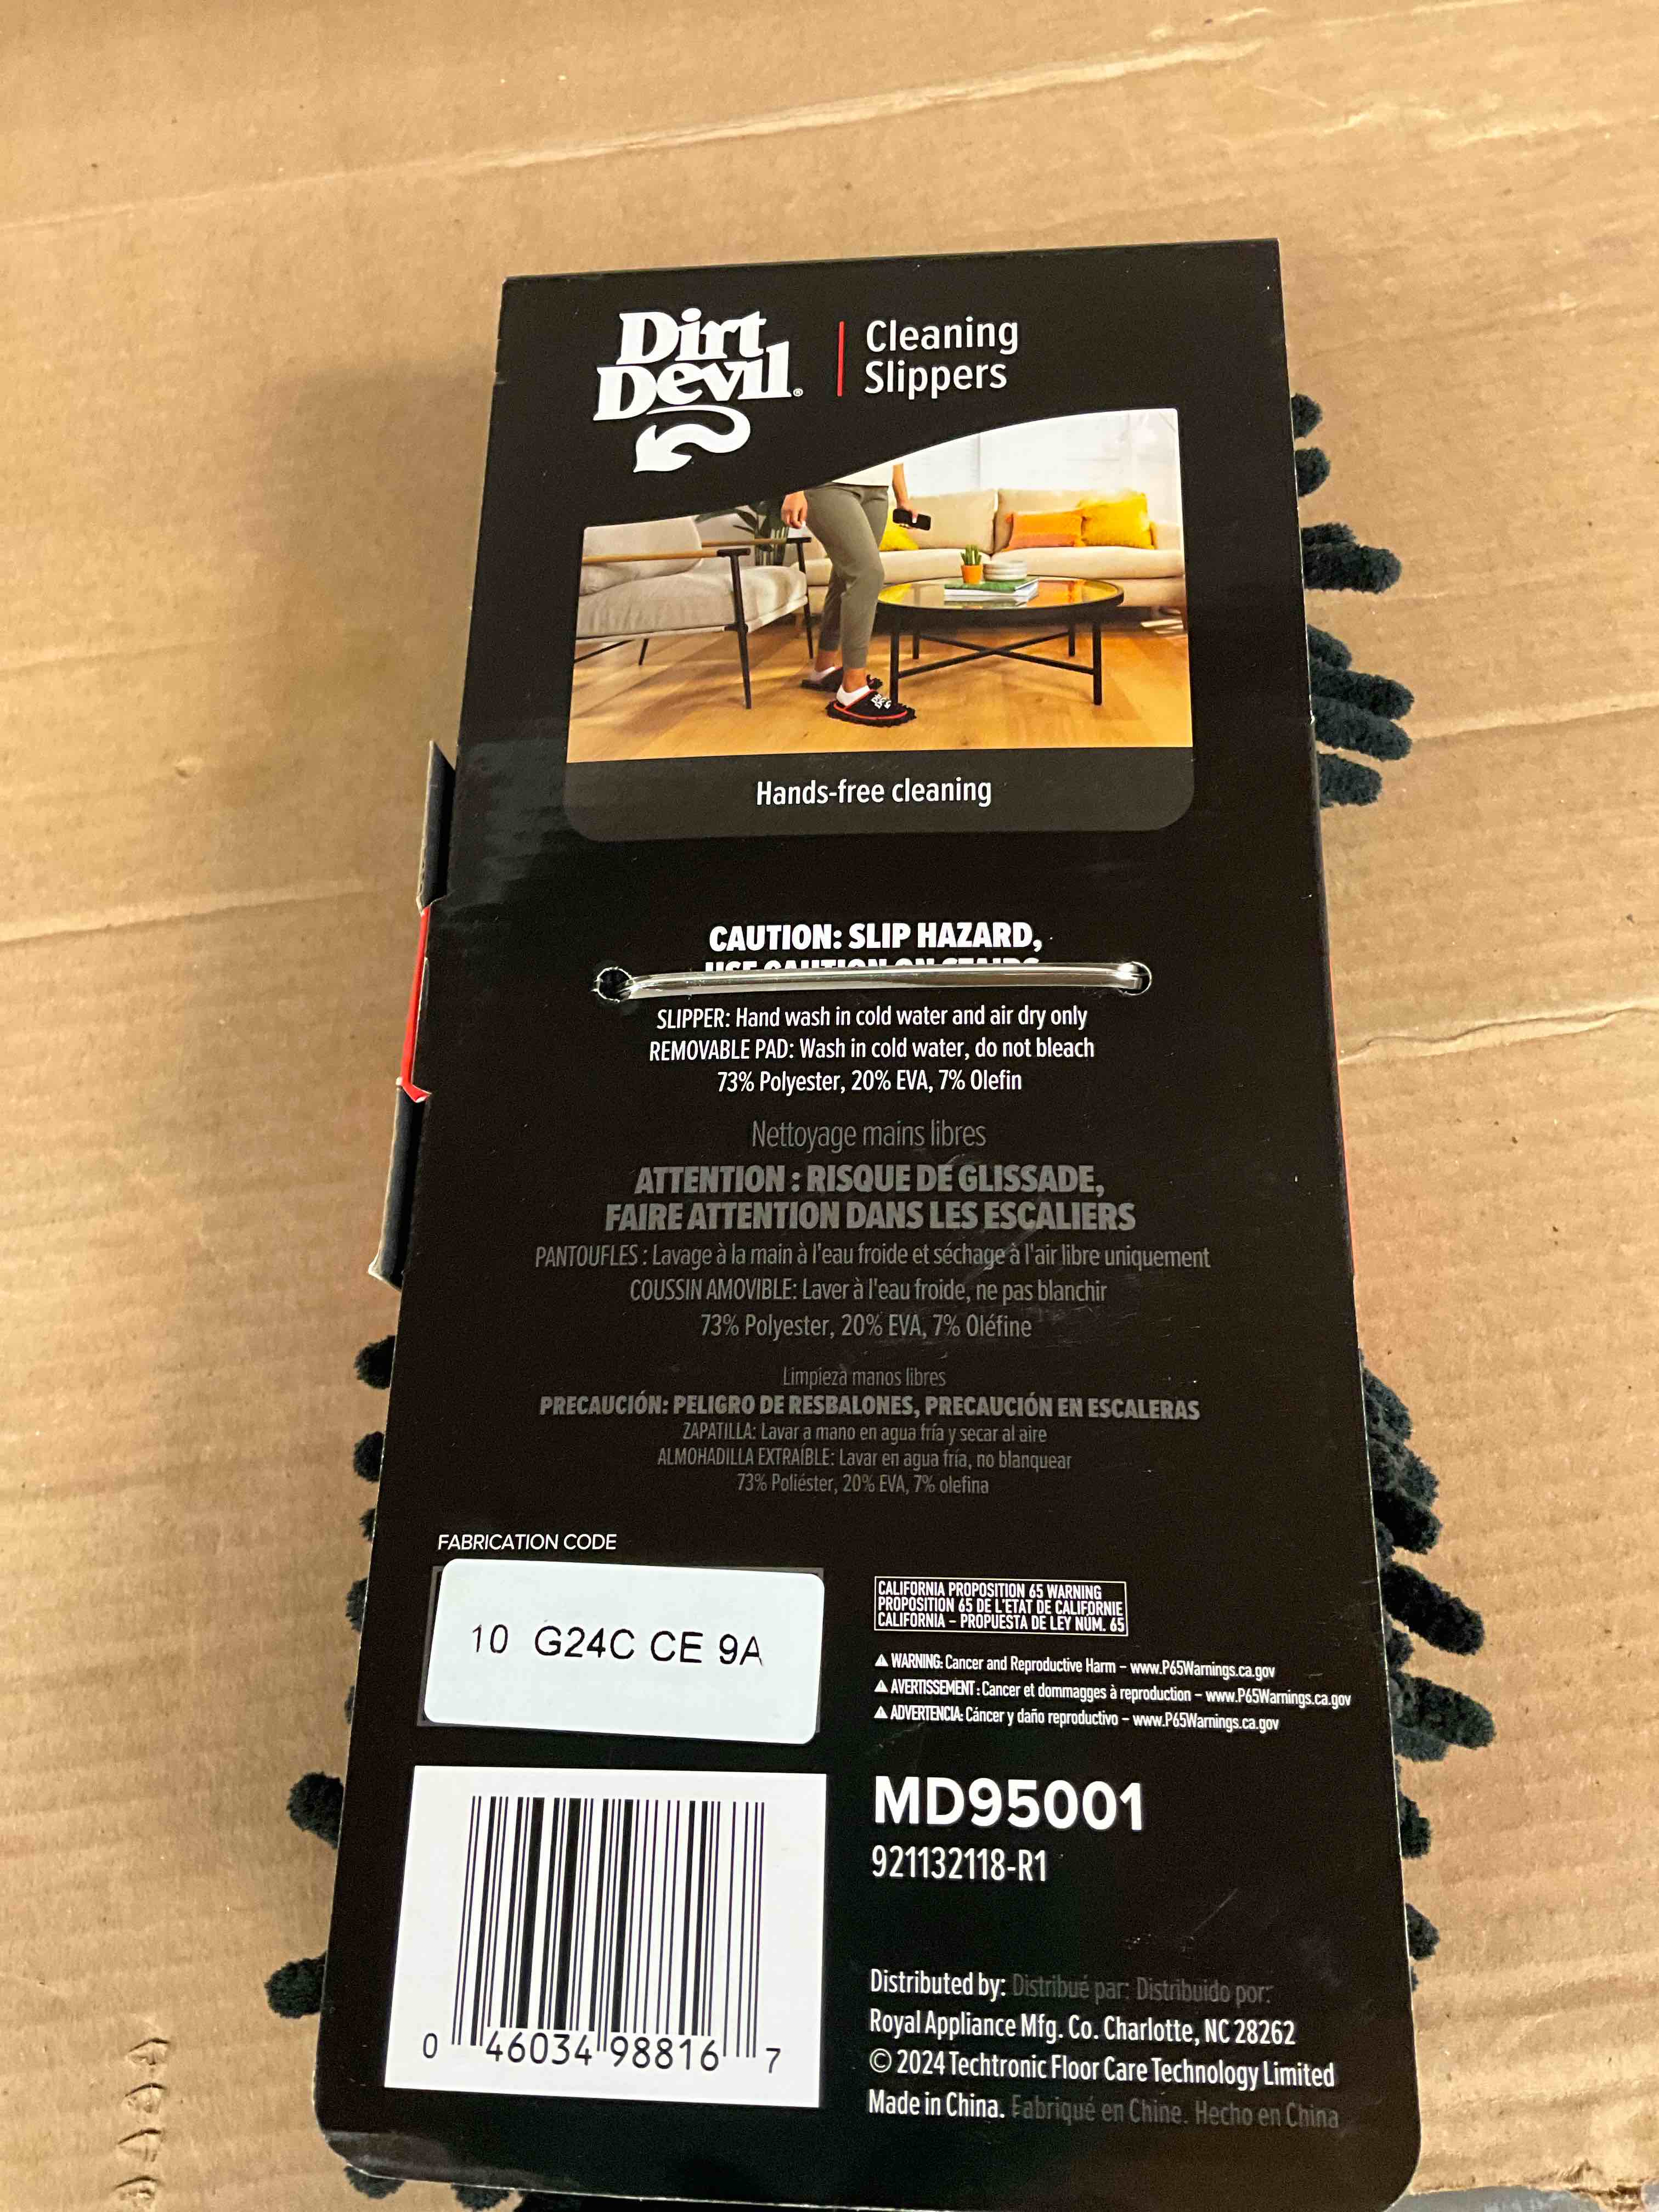 Dirt
Devil®
Cleaning
Slippers
Hands-free cleaning
CAUTION: SLIP HAZARD,
USE CAUTION ON STAIRS
SLIPPER: Hand wash in cold water and air dry only
REMOVABLE PAD: Wash in cold water, do not bleach
73% Polyester, 20% EVA, 7% Olefin
Nettoyage mains libres
ATTENTION : RISQUE DE GLISSADE,
FAIRE ATTENTION DANS LES ESCALIERS
PANTOUFLES : Lavage à la main à l'eau froide et séchage à l'air libre uniquement
COUSSIN AMOVIBLE: Laver à l'eau froide, ne pas blanchir
73% Polyester, 20% EVA, 7% Oléfine
Limpieza manos libres
PRECAUCIÓN: PELIGRO DE RESBALONES, PRECAUCIÓN EN ESCALERAS
ZAPATILLA: Lavar a mano en agua fría y secar al aire
ALMOHADILLA EXTRAÍBLE: Lavar en agua fría, no blanquear
73% Poliéster, 20% EVA, 7% olefina
FABRICATION CODE
10 G24C CE 9A
CALIFORNIA PROPOSITION 65 WARNING
PROPOSITION 65 DE L'ETAT DE CALIFORNIE
CALIFORNIA – PROPUESTA DE LEY NÚM. 65
⚠ WARNING: Cancer and Reproductive Harm – www.P65Warnings.ca.gov
⚠ AVERTISSEMENT : Cancer et dommagges à reproduction – www.P65Warnings.ca.gov
⚠ ADVERTENCIA: Cáncer y daño reproductivo – www.P65Warnings.ca.gov
MD95001
921132118-R1
0 46034 98816 7
Distributed by: Distribué par: Distribuido por:
Royal Appliance Mfg. Co. Charlotte, NC 28262
© 2024 Techtronic Floor Care Technology Limited
Made in China. Fabriqué en Chine. Hecho en China